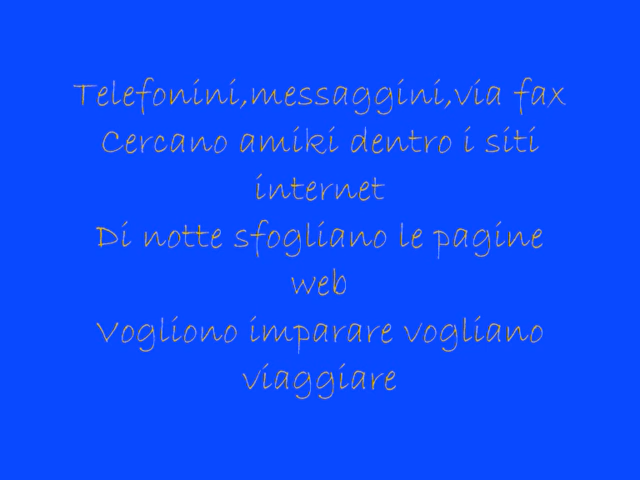 Telefonini,messaggini,via fax
Cercano amiki dentro i siti
internet
Di notte sfogliano le pagine
web
Vogliono imparare vogliano
viaggiare